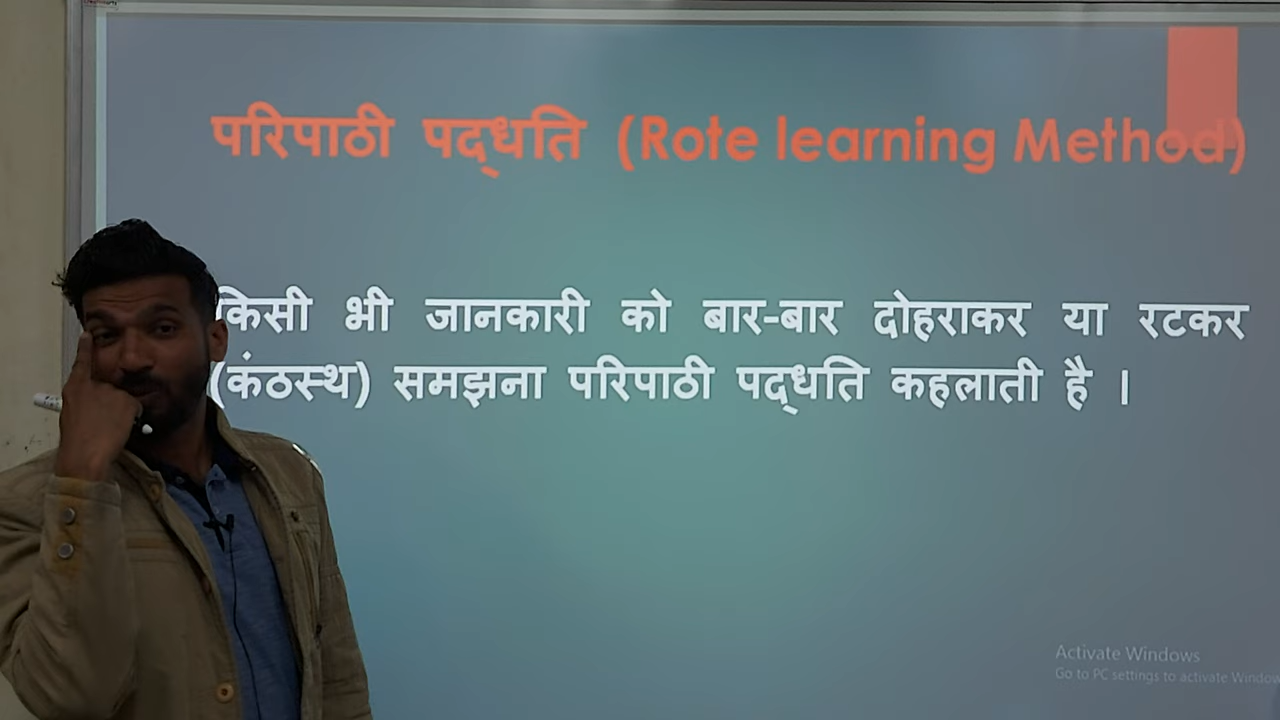 परिपाठी पद्धति (Rote learning Method)
किसी भी जानकारी को बार-बार दोहराकर या रटकर
(कंठस्थ) समझना परिपाठी पद्धति कहलाती है ।
Activate Windows
Go to PC settings to activate Window